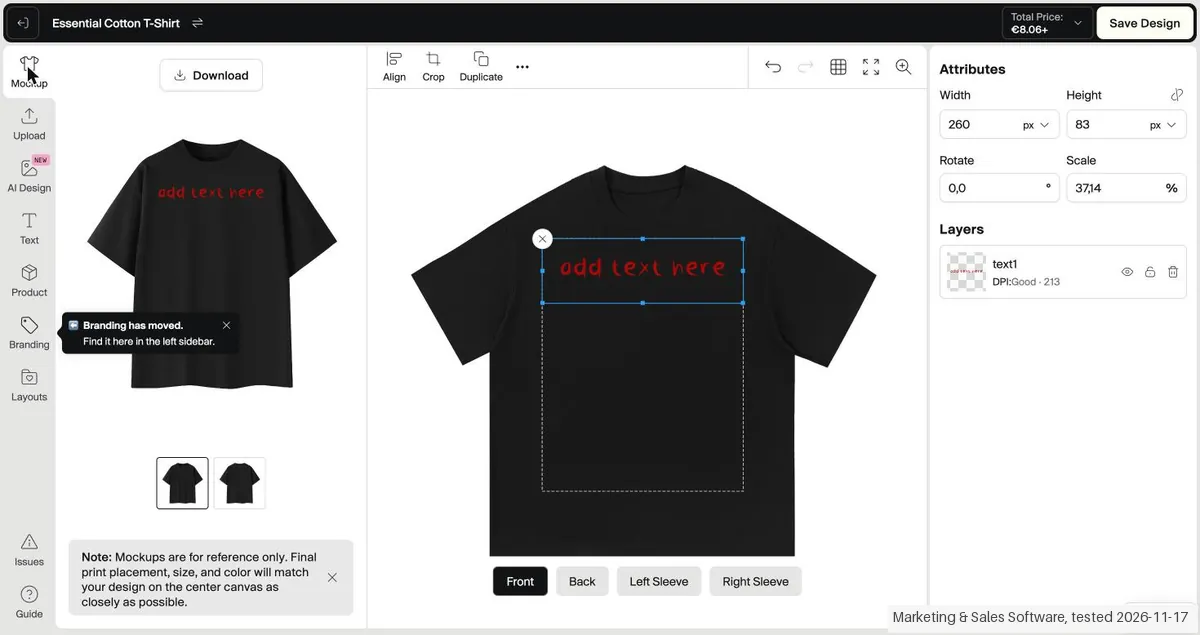 Essential Cotton T-Shirt
Total Price:
€8.06+
Save Design
Mockup
Upload
NEW
AI Design
Text
Product
Branding
Layouts
Issues
Guide
Download
add text here
Branding has moved.
Find it here in the left sidebar.
Note: Mockups are for reference only. Final
print placement, size, and color will match
your design on the center canvas as
closely as possible.
Align
Crop
Duplicate
add text here
Front
Back
Left Sleeve
Right Sleeve
Attributes
Width
Height
260 px
83 px
Rotate
Scale
0,0 °
37,14 %
Layers
add text here
text1
DPI:Good · 213
Marketing & Sales Software, tested 2026-11-17